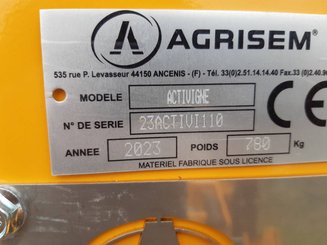 AGRISEM®
535 rue P. Levasseur 44150 ANCENIS - (F) - Tél. 33(0)2.51.14.14.40 Fax.33 (0)2.40.9
MODELE ACTIVIGNE
N° DE SERIE 23ACTIVI110
ANNEE 2023 POIDS 780 Kg
MATERIEL FABRIQUE SOUS LICENCE
CE